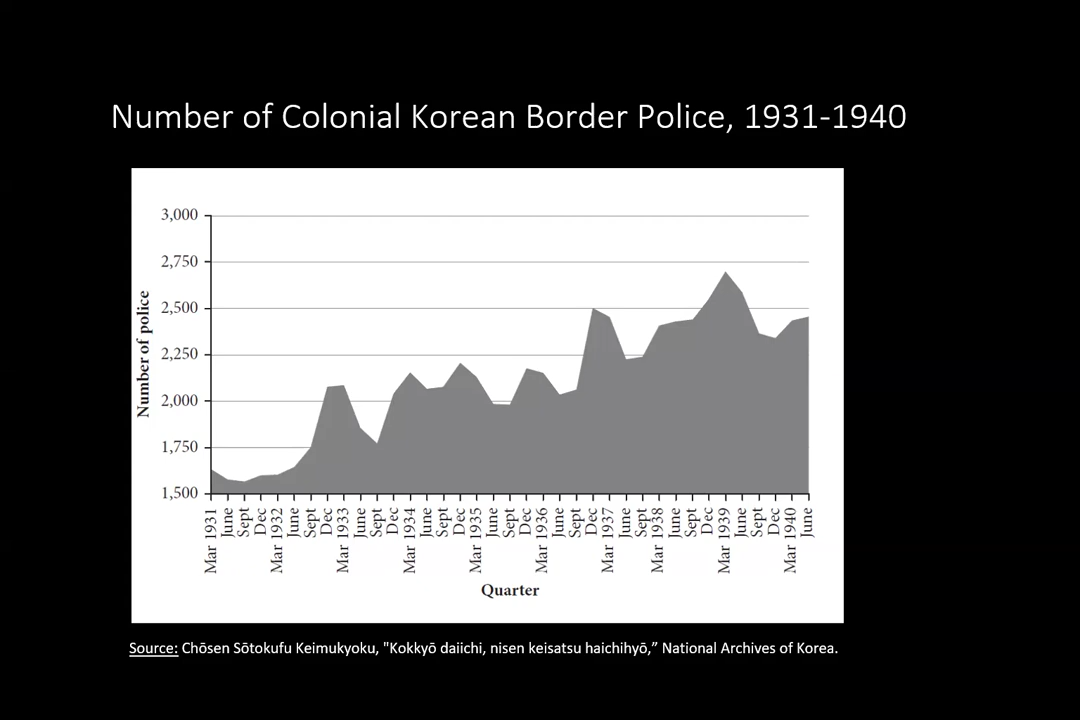 Number of Colonial Korean Border Police, 1931-1940
3,000
2,750
2,500
2,250
2,000
1,750
1,500
Number of police
Mar 1931
June
Sept
Dec
Mar 1932
June
Sept
Dec
Mar 1933
June
Sept
Dec
Mar 1934
June
Sept
Dec
Mar 1935
June
Sept
Dec
Mar 1936
June
Sept
Dec
Mar 1937
June
Sept
Mar 1938
June
Sept
Dec
Mar 1939
June
Sept
Dec
Mar 1940
June
Quarter
Source: Chōsen Sōtokufu Keimukyoku, "Kokkyō daiichi, nisen keisatsu haichihyō,” National Archives of Korea.